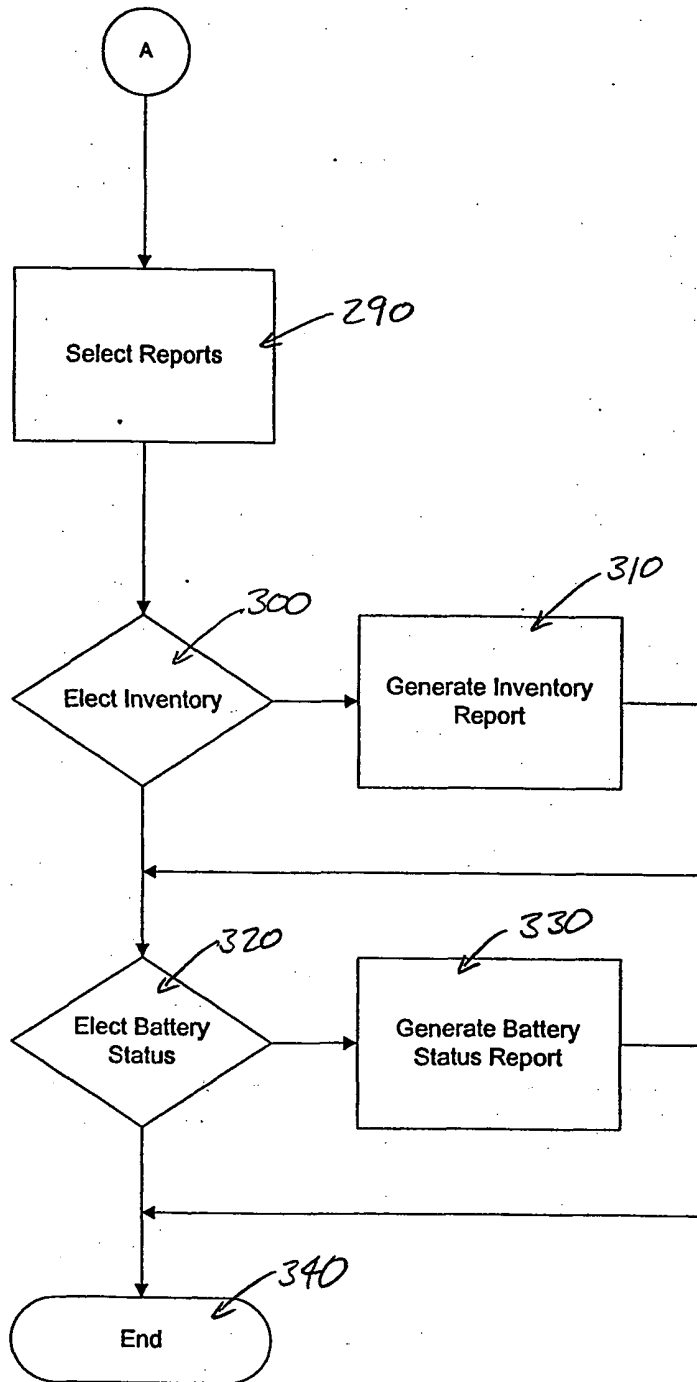 A
290
Select Reports
300
Elect Inventory
310
Generate Inventory
Report
320
Elect Battery
Status
330
Generate Battery
Status Report
340
End